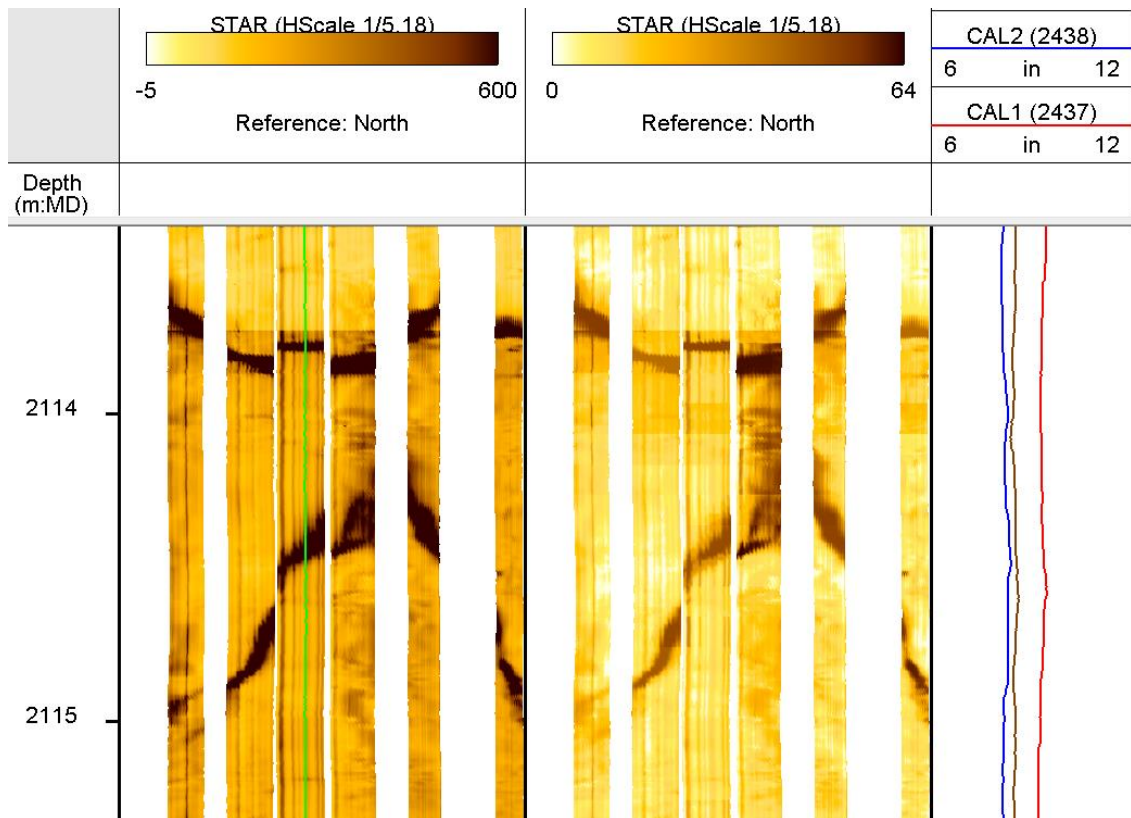 STAR (HScale 1/5.18)
-5 600
Reference: North
STAR (HScale 1/5.18)
0 64
Reference: North
CAL2 (2438)
6 in 12
CAL1 (2437)
6 in 12
Depth
(m:MD)
2114
2115